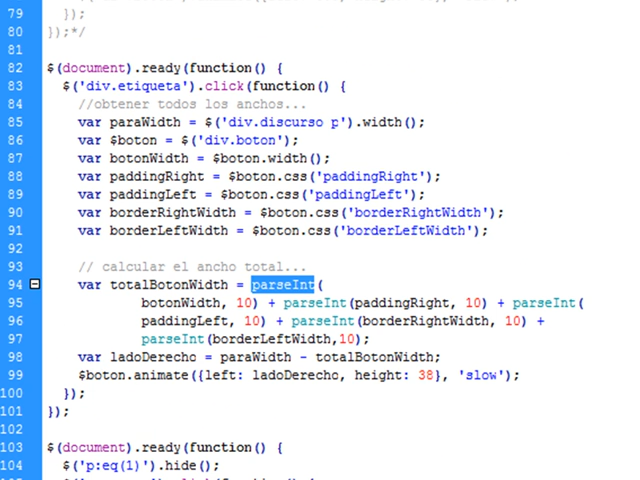 79 });
80 });*/
81
82 $(document).ready(function() {
83 $('div.etiqueta').click(function() {
84 //obtener todos los anchos...
85 var paraWidth = $('div.discurso p').width();
86 var $boton = $('div.boton');
87 var botonWidth = $boton.width();
88 var paddingRight = $boton.css('paddingRight');
89 var paddingLeft = $boton.css('paddingLeft');
90 var borderRightWidth = $boton.css('borderRightWidth');
91 var borderLeftWidth = $boton.css('borderLeftWidth');
92
93 // calcular el ancho total...
94 var totalBotonWidth = parseInt(
95 botonWidth, 10) + parseInt(paddingRight, 10) + parseInt(
96 paddingLeft, 10) + parseInt(borderRightWidth, 10) +
97 parseInt(borderLeftWidth,10);
98 var ladoDerecho = paraWidth - totalBotonWidth;
99 $boton.animate({left: ladoDerecho, height: 38}, 'slow');
100 });
101 });
102
103 $(document).ready(function() {
104 $('p:eq(1)').hide();